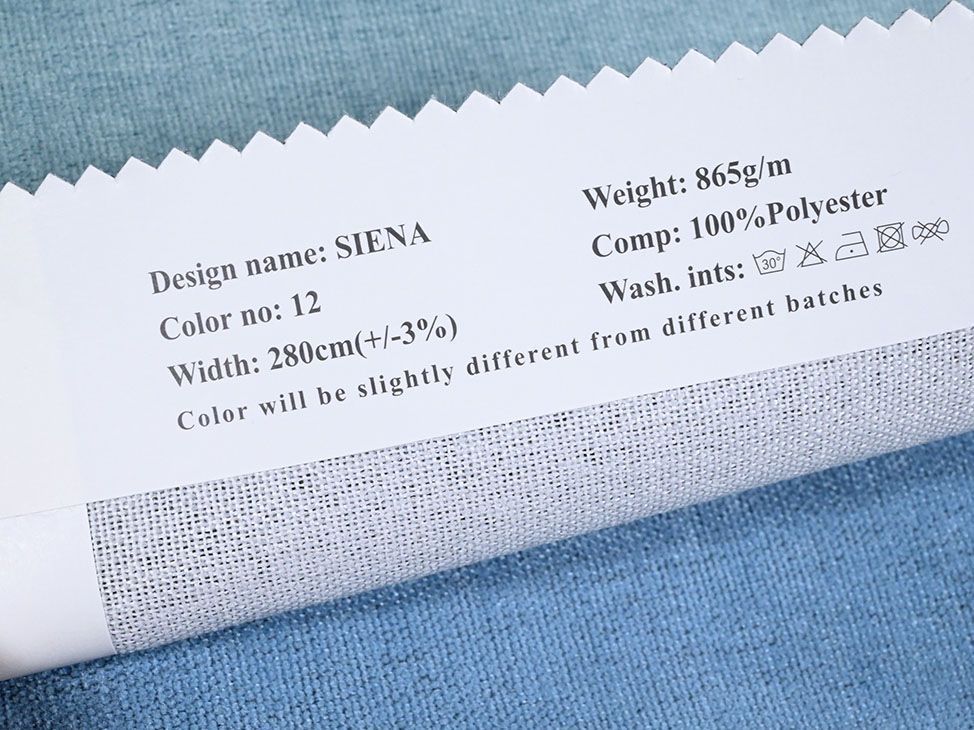 Design name: SIENA
Color no: 12
Width: 280cm(+/-3%)
Weight: 865g/m
Comp: 100%Polyester
Wash. ints: 30°
Color will be slightly different from different batches